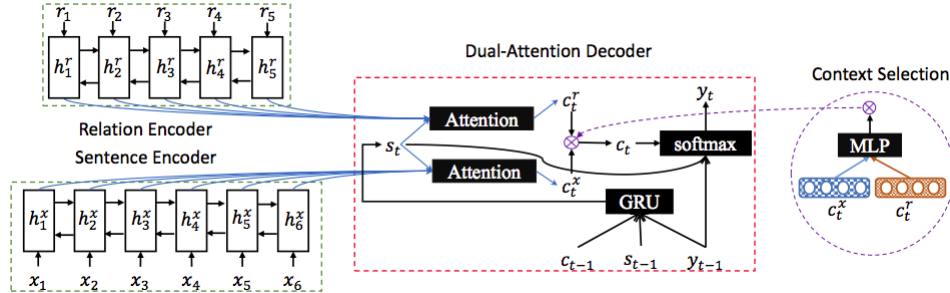 r₁ r₂ r₃ r₄ r₅
h₁ʳ h₂ʳ h₃ʳ h₄ʳ h₅ʳ
Relation Encoder
Sentence Encoder
h₁ˣ h₂ˣ h₃ˣ h₄ˣ h₅ˣ h₆ˣ
x₁ x₂ x₃ x₄ x₅ x₆
Dual-Attention Decoder
Attention
cₜʳ
yₜ
sₜ
cₜ
softmax
Attention
cₜˣ
GRU
cₜ₋₁ sₜ₋₁ yₜ₋₁
Context Selection
MLP
cₜˣ cₜʳ